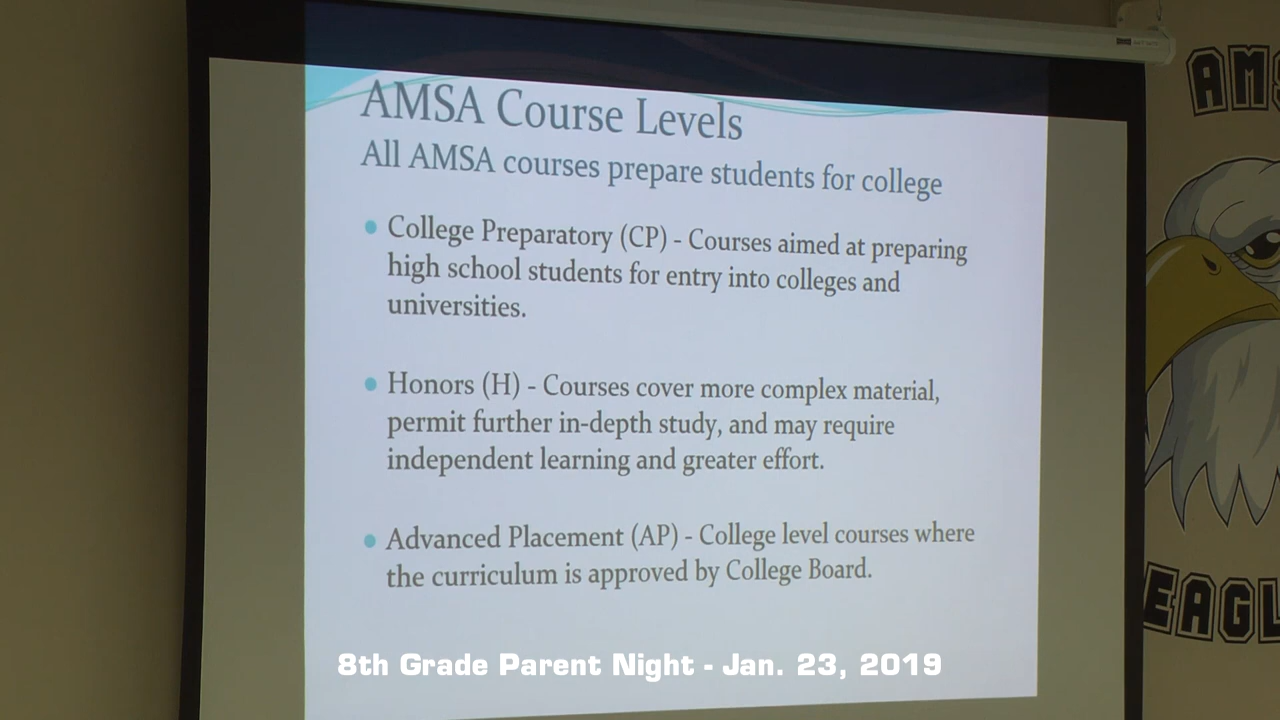 AMSA Course Levels
All AMSA courses prepare students for college
• College Preparatory (CP) - Courses aimed at preparing
high school students for entry into colleges and
universities.
• Honors (H) - Courses cover more complex material,
permit further in-depth study, and may require
independent learning and greater effort.
• Advanced Placement (AP) - College level courses where
the curriculum is approved by College Board.
8th Grade Parent Night - Jan. 23, 2019
AMS
EAGL